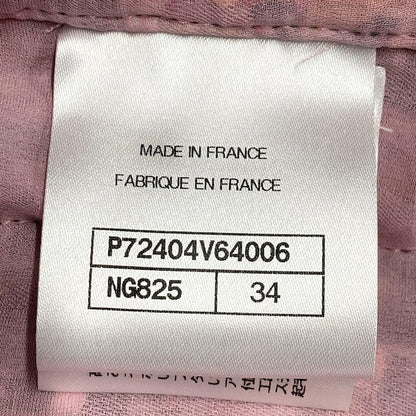 MADE IN FRANCE
FABRIQUE EN FRANCE
P72404V64006
NG825 34